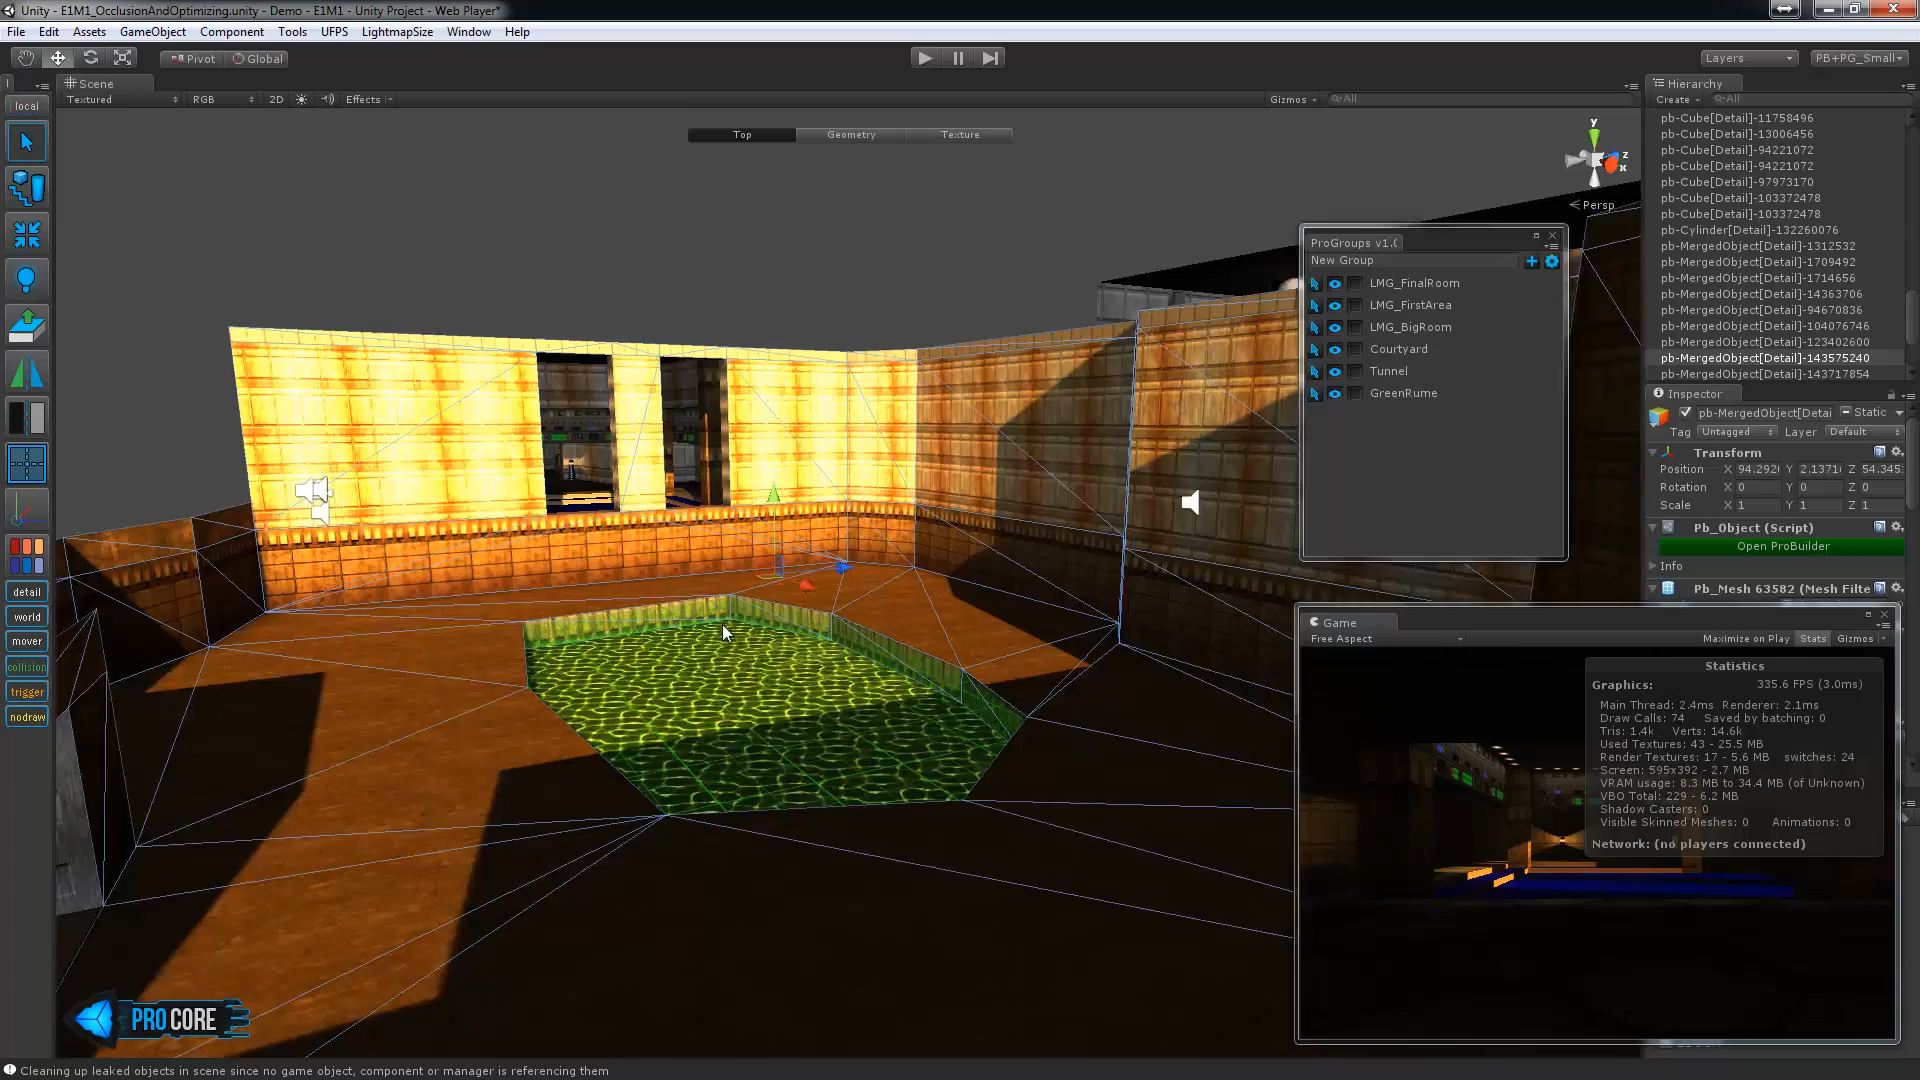 Unity - E1M1_OcclusionAndOptimizing.unity - Demo - E1M1 - Unity Project - Web Player*
File Edit Assets GameObject Component Tools UFPS LightmapSize Window Help
Pivot Global
Layers PB+PG_Small
Scene
Textured RGB 2D Effects
Gizmos All
local
Top Geometry Texture
y
z
x
Persp
detail
world
mover
collision
trigger
nodraw
PROCORE
ProGroups v1.0
New Group
LMG_FinalRoom
LMG_FirstArea
LMG_BigRoom
Courtyard
Tunnel
GreenRume
Hierarchy
Create All
pb-Cube[Detail]-11758496
pb-Cube[Detail]-13006456
pb-Cube[Detail]-94221072
pb-Cube[Detail]-94221072
pb-Cube[Detail]-97973170
pb-Cube[Detail]-103372478
pb-Cube[Detail]-103372478
pb-Cylinder[Detail]-132260076
pb-MergedObject[Detail]-1312532
pb-MergedObject[Detail]-1709492
pb-MergedObject[Detail]-1714656
pb-MergedObject[Detail]-14363706
pb-MergedObject[Detail]-94670836
pb-MergedObject[Detail]-104076746
pb-MergedObject[Detail]-123402600
pb-MergedObject[Detail]-143575240
pb-MergedObject[Detail]-143717854
Inspector
pb-MergedObject[Detai Static
Tag Untagged Layer Default
Transform
Position X 94.292 Y 2.1371 Z 54.345
Rotation X 0 Y 0 Z 0
Scale X 1 Y 1 Z 1
Pb_Object (Script)
Open ProBuilder
Info
Pb_Mesh 63582 (Mesh Filte
Game
Free Aspect Maximize on Play Stats Gizmos
Statistics
Graphics: 335.6 FPS (3.0ms)
Main Thread: 2.4ms Renderer: 2.1ms
Draw Calls: 74 Saved by batching: 0
Tris: 1.4k Verts: 14.6k
Used Textures: 43 - 25.5 MB
Render Textures: 17 - 5.6 MB switches: 24
Screen: 595x392 - 2.7 MB
VRAM usage: 8.3 MB to 34.4 MB (of Unknown)
VBO Total: 229 - 6.2 MB
Shadow Casters: 0
Visible Skinned Meshes: 0 Animations: 0
Network: (no players connected)
Cleaning up leaked objects in scene since no game object, component or manager is referencing them